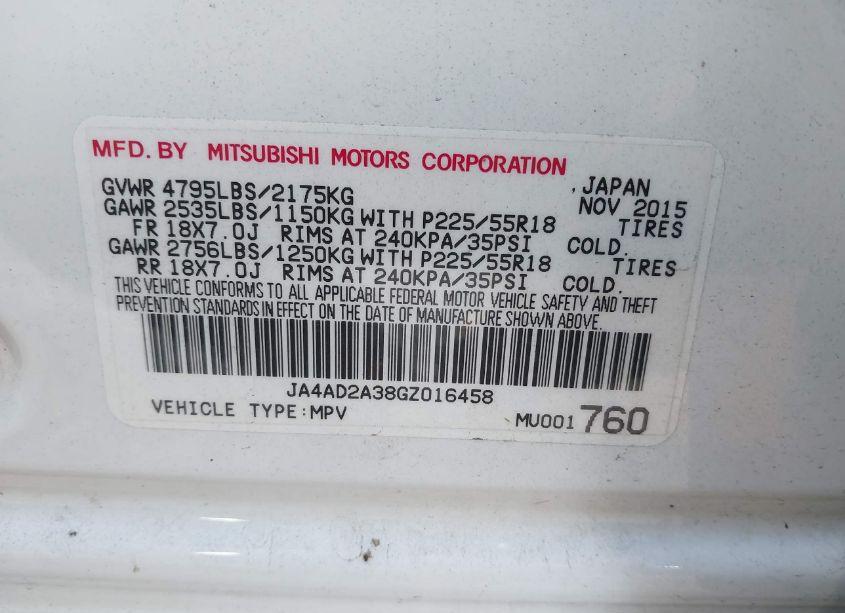 MFD. BY MITSUBISHI MOTORS CORPORATION
GVWR 4795LBS/2175KG , JAPAN
GAWR 2535LBS/1150KG WITH P225/55R18 NOV 2015 TIRES
FR 18X7.0J RIMS AT 240KPA/35PSI COLD.
GAWR 2756LBS/1250KG WITH P225/55R18 TIRES
RR 18X7.0J RIMS AT 240KPA/35PSI COLD.
THIS VEHICLE CONFORMS TO ALL APPLICABLE FEDERAL MOTOR VEHICLE SAFETY AND THEFT
PREVENTION STANDARDS IN EFFECT ON THE DATE OF MANUFACTURE SHOWN ABOVE.
JA4AD2A38GZ016458
VEHICLE TYPE:MPV MU001760